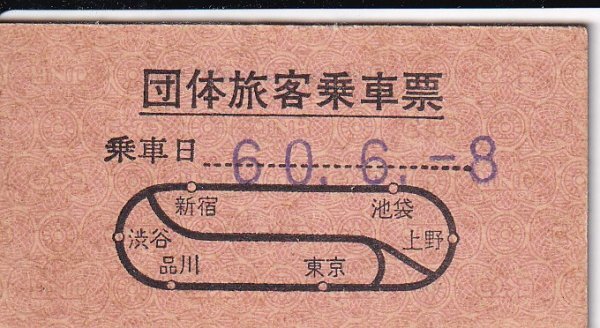 団体旅客乗車票
乗車日 60.6.-8
新宿 池袋
渋谷 上野
品川 東京